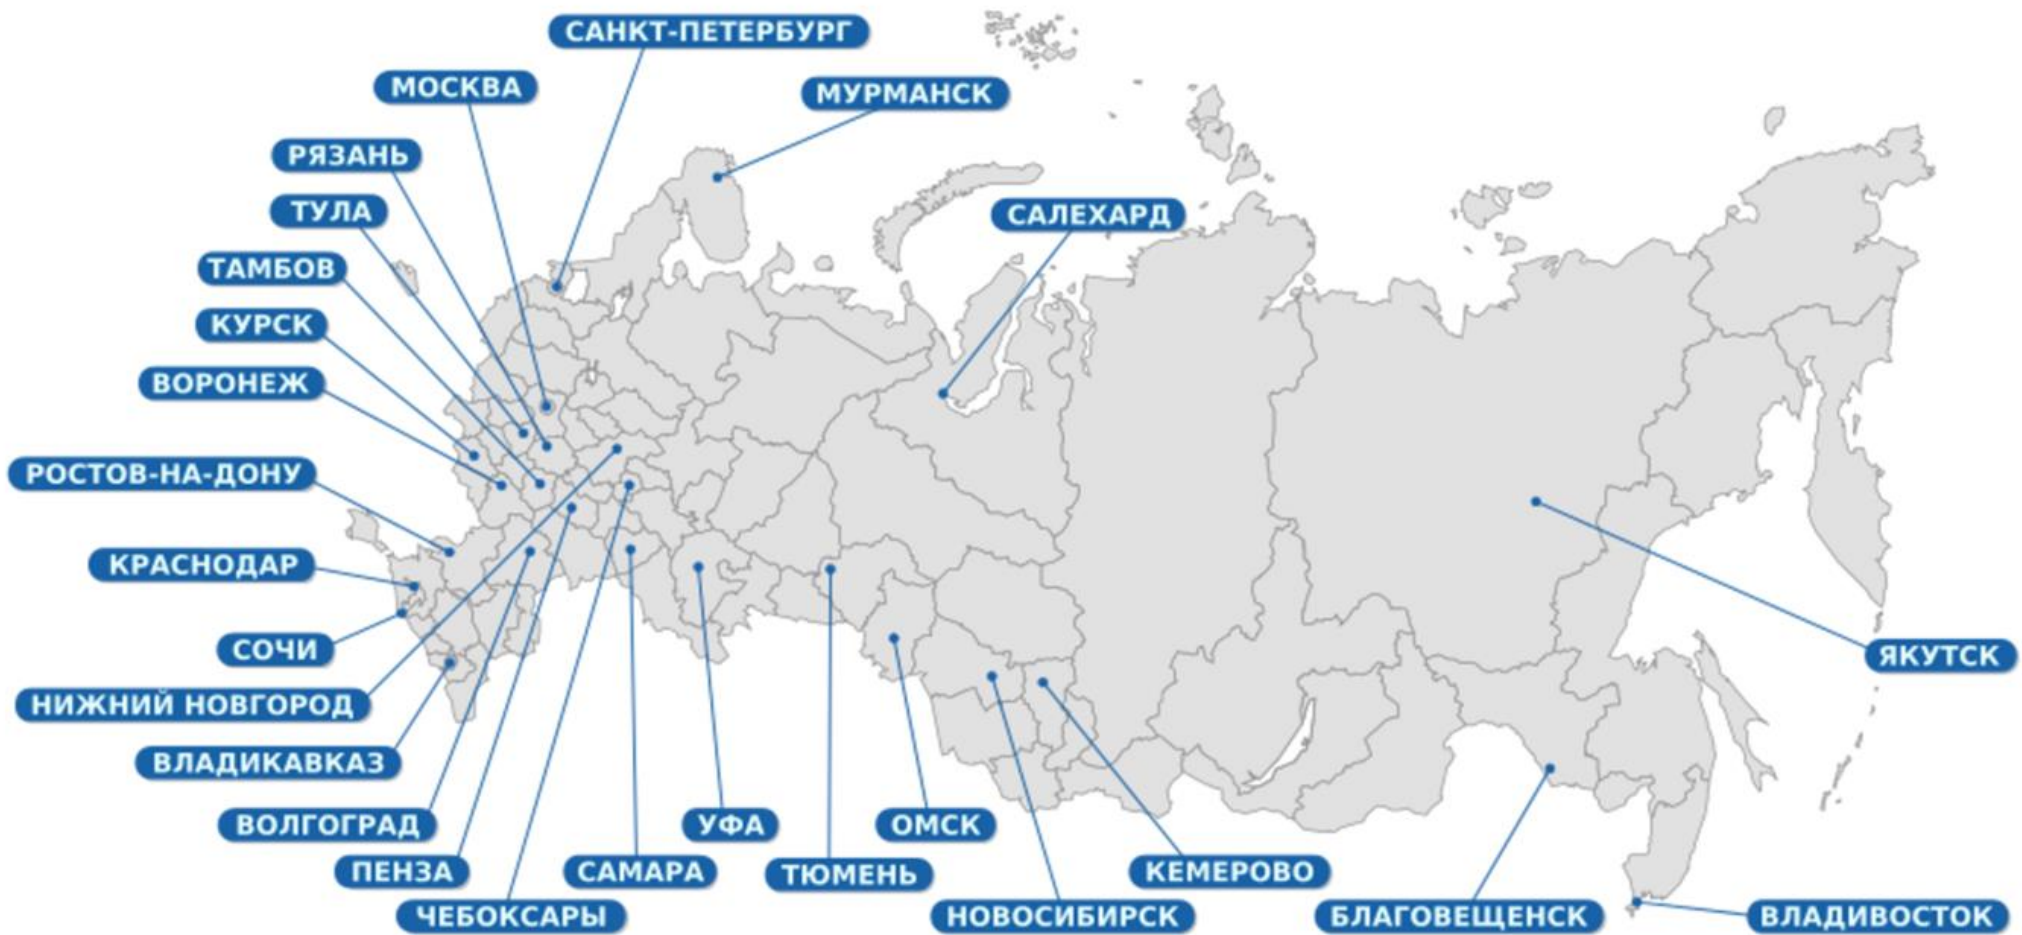 САНКТ-ПЕТЕРБУРГ
МОСКВА
МУРМАНСК
РЯЗАНЬ
ТУЛА
САЛЕХАРД
ТАМБОВ
КУРСК
ВОРОНЕЖ
РОСТОВ-НА-ДОНУ
КРАСНОДАР
СОЧИ
ЯКУТСК
НИЖНИЙ НОВГОРОД
ВЛАДИКАВКАЗ
ВОЛГОГРАД
УФА
ОМСК
ПЕНЗА
САМАРА
ТЮМЕНЬ
КЕМЕРОВО
ЧЕБОКСАРЫ
НОВОСИБИРСК
БЛАГОВЕЩЕНСК
ВЛАДИВОСТОК